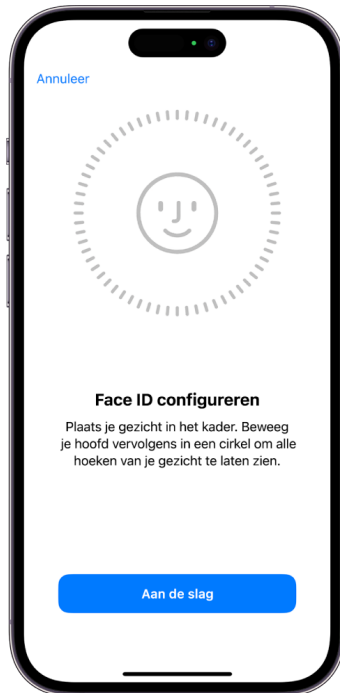 Annuleer
Face ID configureren
Plaats je gezicht in het kader. Beweeg
je hoofd vervolgens in een cirkel om alle
hoeken van je gezicht te laten zien.
Aan de slag